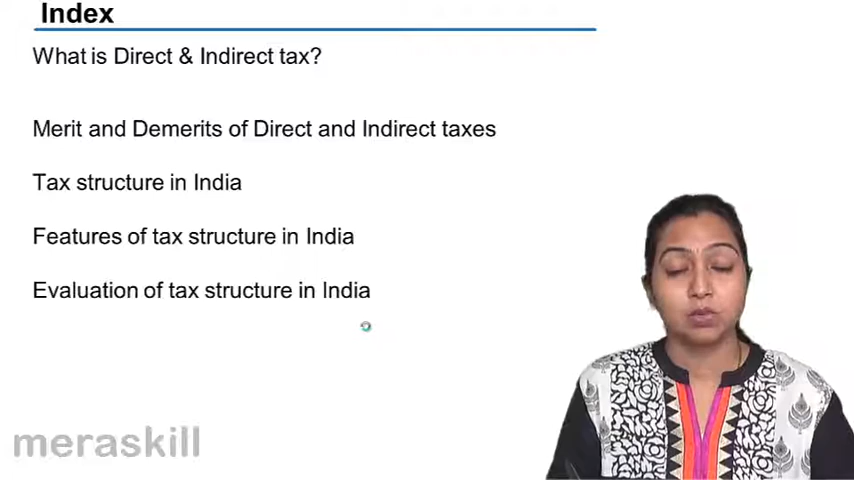 Index
What is Direct & Indirect tax?
Merit and Demerits of Direct and Indirect taxes
Tax structure in India
Features of tax structure in India
Evaluation of tax structure in India
meraskill